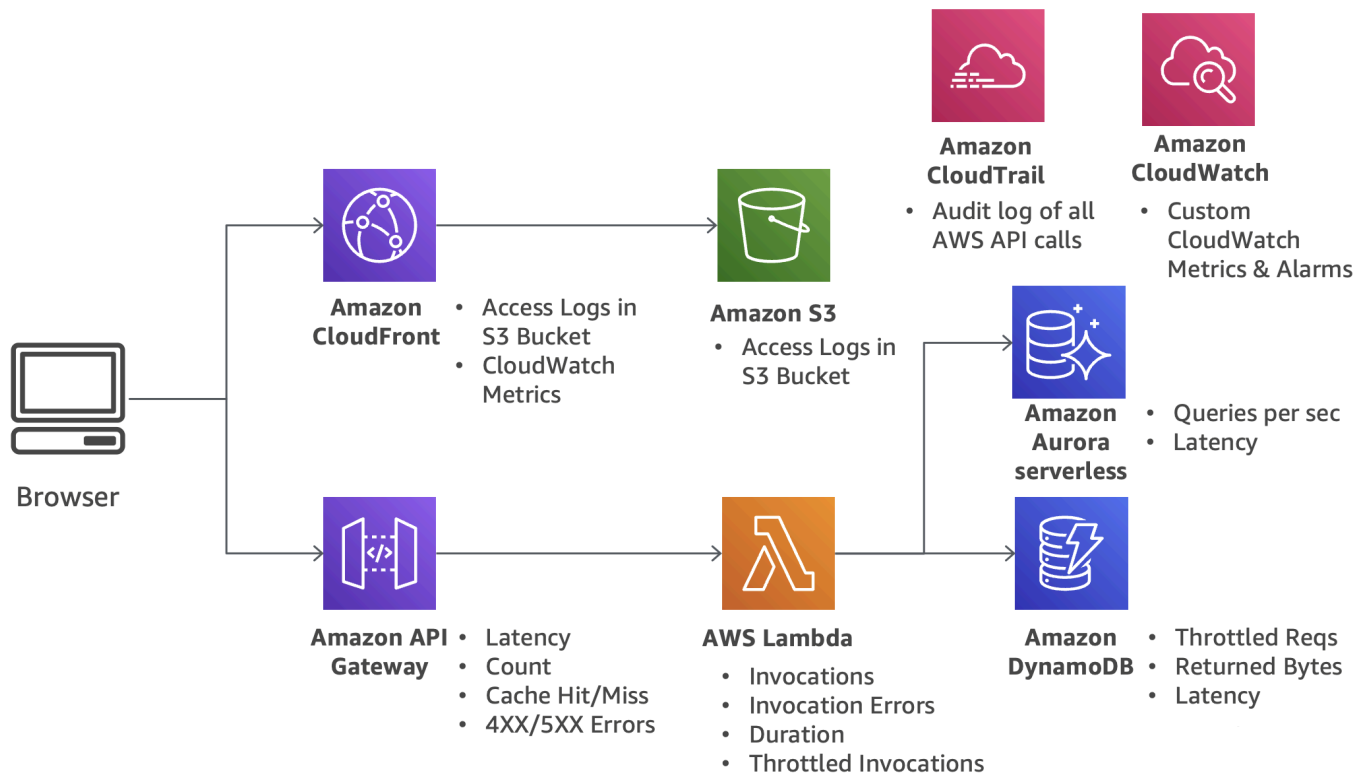 Amazon
CloudTrail
• Audit log of all
AWS API calls
Amazon
CloudWatch
• Custom
CloudWatch
Metrics & Alarms
Amazon
CloudFront
• Access Logs in
S3 Bucket
• CloudWatch
Metrics
Amazon S3
• Access Logs in
S3 Bucket
Browser
Amazon
Aurora
serverless
• Queries per sec
• Latency
Amazon API
Gateway
• Latency
• Count
• Cache Hit/Miss
• 4XX/5XX Errors
</>
AWS Lambda
• Invocations
• Invocation Errors
• Duration
• Throttled Invocations
Amazon
DynamoDB
• Throttled Reqs
• Returned Bytes
• Latency